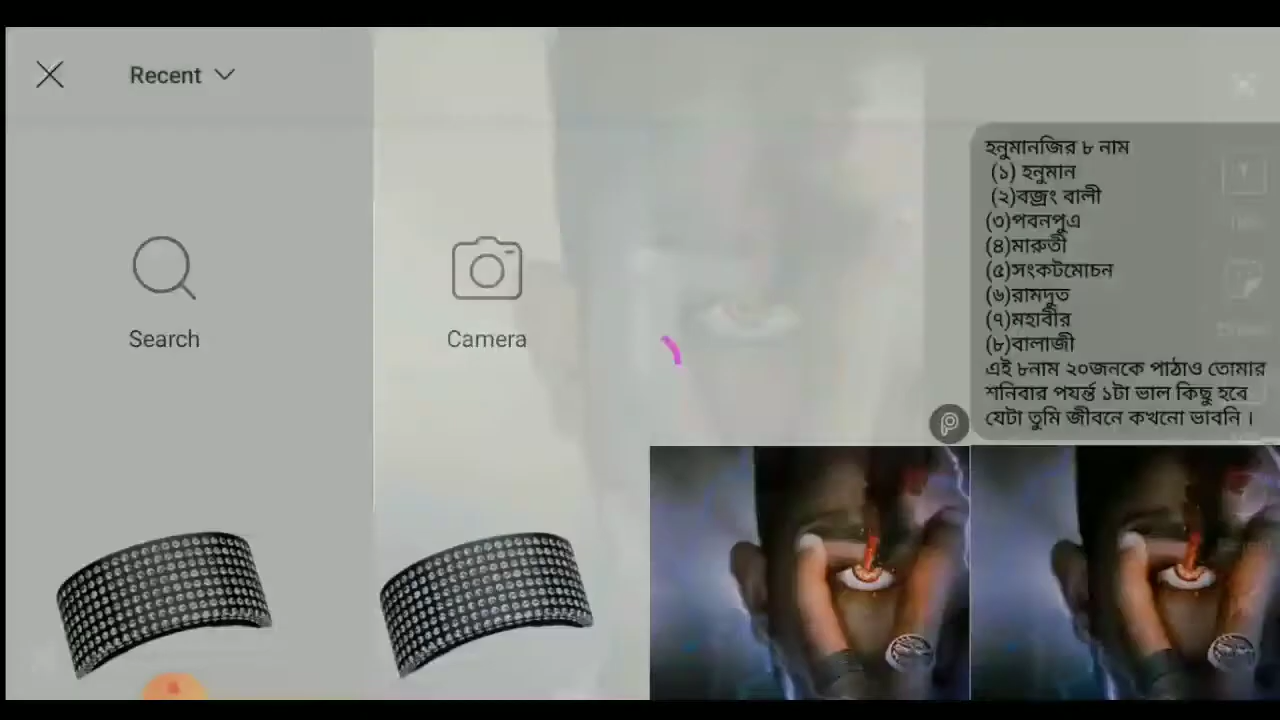 Recent
Search
Camera
হনুমানজির ৮ নাম
(১) হনুমান
(২)বজ্রং বালী
(৩)পবনপুএ
(৪)মারুতী
(৫)সংকটমোচন
(৬)রামদুত
(৭)মহাবীর
(৮)বালাজী
এই ৮নাম ২০জনকে পাঠাও তোমার
শনিবার পযর্ন্ত ১টা ভাল কিছু হবে
যেটা তুমি জীবনে কখনো ভাবনি ।